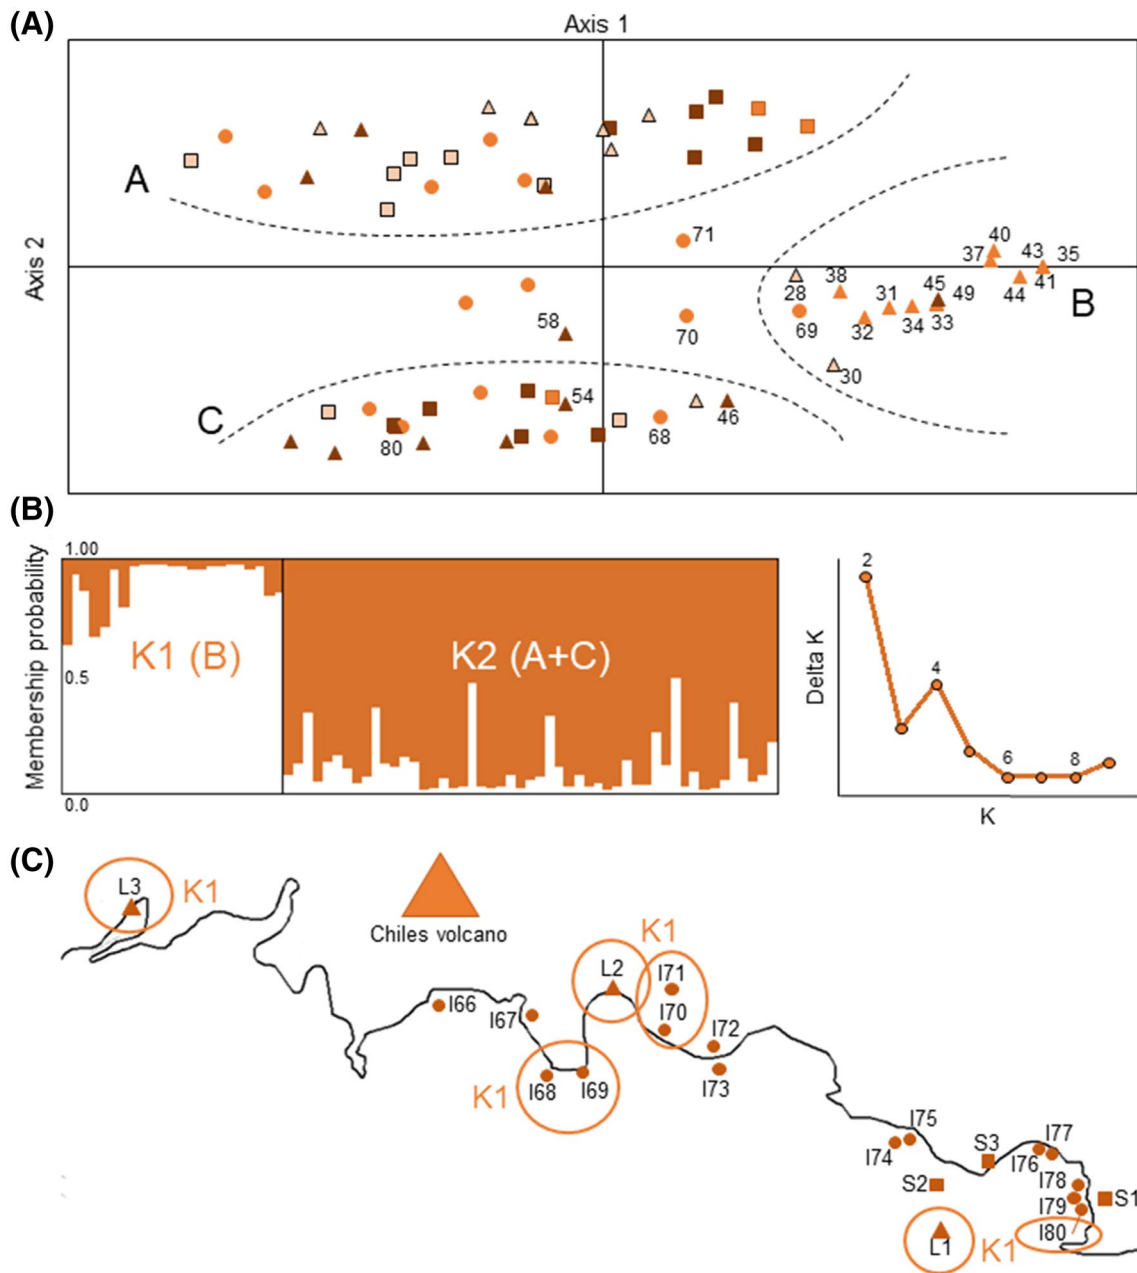 (A)
Axis 1
Axis 2
A
71
40
37 43 35
38
28 31 45 49 44 41 B
58 70 69 32 34 33
30
C 54
80 68 46
(B)
Membership probability
1.00
0.5
0.0
K1 (B) K2 (A+C)
Delta K
2
4
6 8
K
(C)
L3 K1
Chiles volcano
K1
L2 I71
I66 I67 I70 I72
K1 I68 I69 I73
I75
I74 S3 I77
I76
S2 I78
I79 S1
L1 K1 I80